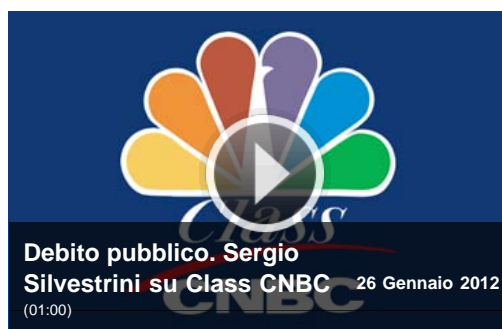 Class
CNBC
Debito pubblico. Sergio
Silvestrini su Class CNBC 26 Gennaio 2012
(01:00)